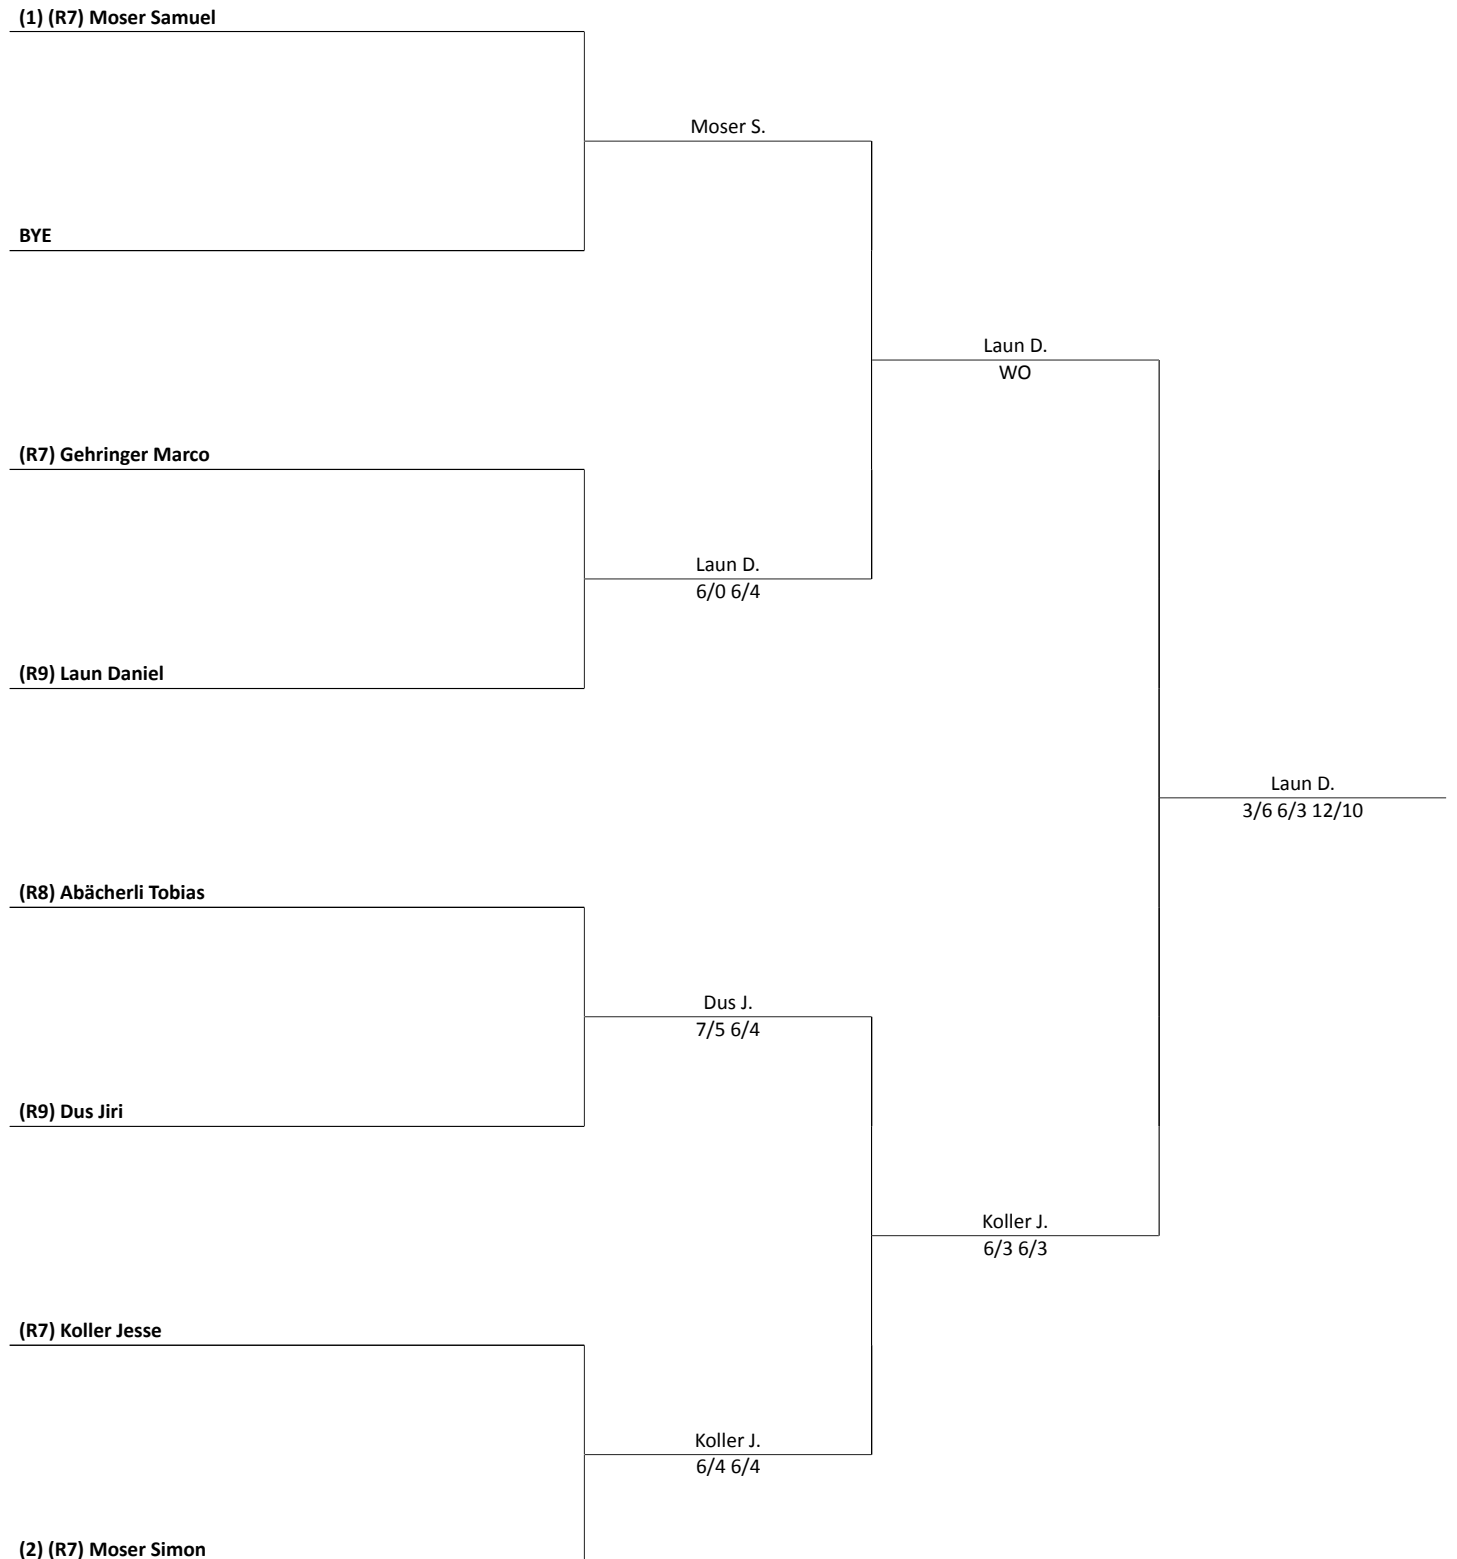 (1) (R7) Moser Samuel
Moser S.
BYE
Laun D.
WO
(R7) Gehringer Marco
Laun D.
6/0 6/4
(R9) Laun Daniel
Laun D.
3/6 6/3 12/10
(R8) Abächerli Tobias
Dus J.
7/5 6/4
(R9) Dus Jiri
Koller J.
6/3 6/3
(R7) Koller Jesse
Koller J.
6/4 6/4
(2) (R7) Moser Simon